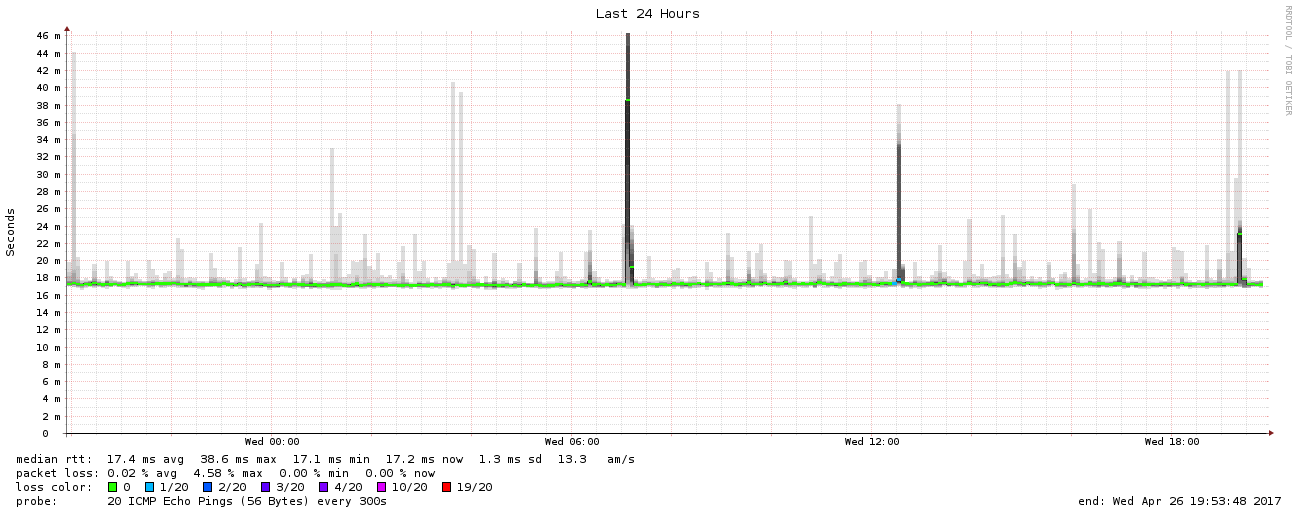 Last 24 Hours
RRDTOOL / TOBI OETIKER
Seconds
46 m
44 m
42 m
40 m
38 m
36 m
34 m
32 m
30 m
28 m
26 m
24 m
22 m
20 m
18 m
16 m
14 m
12 m
10 m
8 m
6 m
4 m
2 m
0
Wed 00:00 Wed 06:00 Wed 12:00 Wed 18:00
median rtt: 17.4 ms avg 38.6 ms max 17.1 ms min 17.2 ms now 1.3 ms sd 13.3 am/s
packet loss: 0.02 % avg 4.58 % max 0.00 % min 0.00 % now
loss color: 0 1/20 2/20 3/20 4/20 10/20 19/20
probe: 20 ICMP Echo Pings (56 Bytes) every 300s end: Wed Apr 26 19:53:48 2017